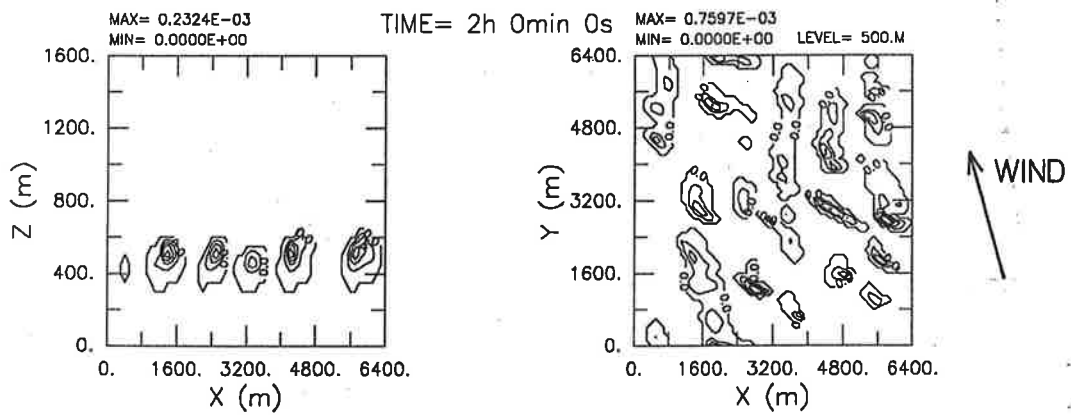 MAX= 0.2324E-03
MIN= 0.0000E+00
TIME= 2h 0min 0s
MAX= 0.7597E-03
MIN= 0.0000E+00 LEVEL= 500.M
1600.
1200.
800.
400.
0.
Z (m)
0. 1600. 3200. 4800. 6400.
X (m)
6400.
4800.
3200.
1600.
0.
Y (m)
0. 1600. 3200. 4800. 6400.
X (m)
WIND